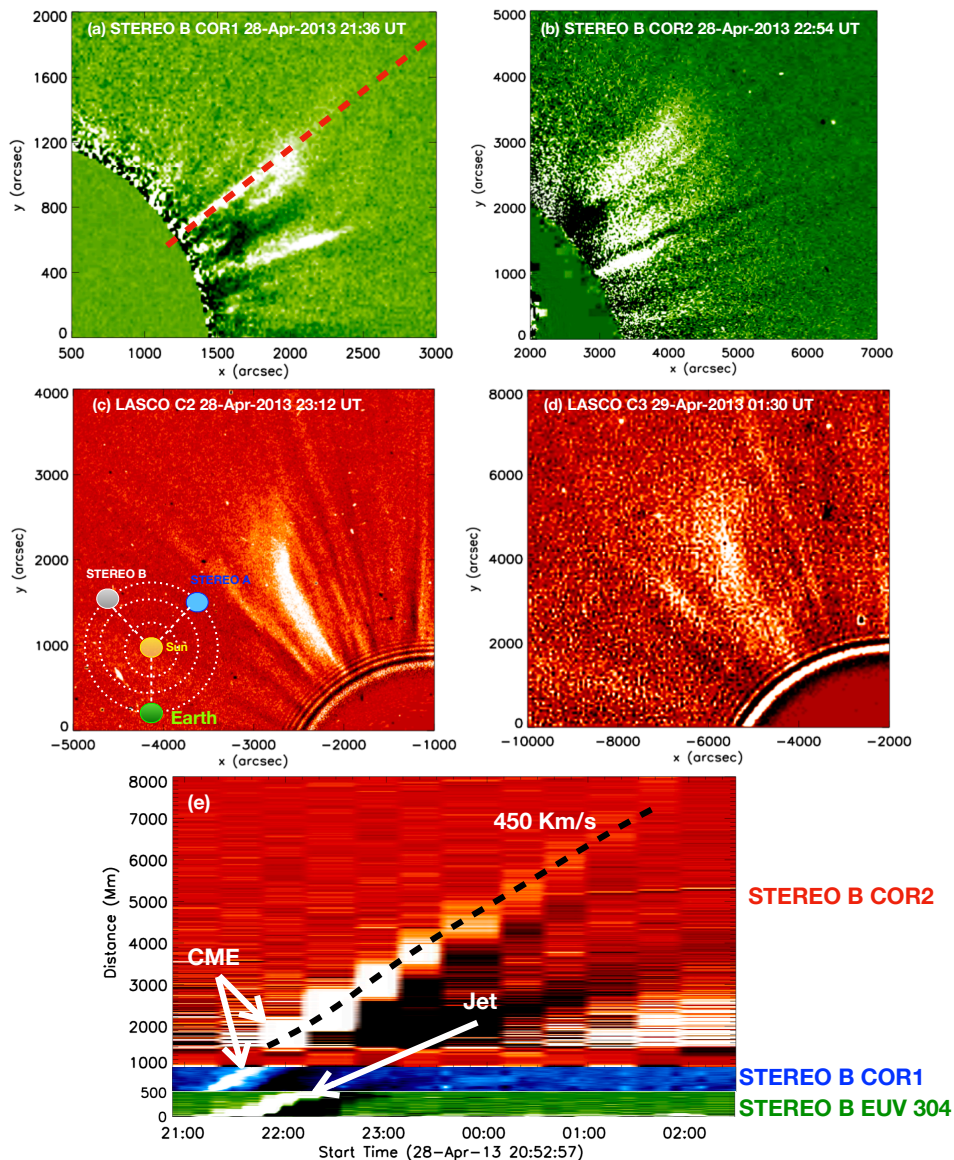 (a) STEREO B COR1 28-Apr-2013 21:36 UT
2000
1600
1200
800
400
0
y (arcsec)
500 1000 1500 2000 2500 3000
x (arcsec)
(b) STEREO B COR2 28-Apr-2013 22:54 UT
5000
4000
3000
2000
1000
0
y (arcsec)
2000 3000 4000 5000 6000 7000
x (arcsec)
(c) LASCO C2 28-Apr-2013 23:12 UT
4000
3000
2000
1000
0
y (arcsec)
STEREO B
STEREO A
Sun
Earth
-5000 -4000 -3000 -2000 -1000
x (arcsec)
(d) LASCO C3 29-Apr-2013 01:30 UT
8000
6000
4000
2000
0
y (arcsec)
-10000 -8000 -6000 -4000 -2000
x (arcsec)
(e)
450 Km/s
CME
Jet
8000
7000
6000
5000
4000
3000
2000
1000
500
0
Distance (Mm)
STEREO B COR2
STEREO B COR1
STEREO B EUV 304
21:00 22:00 23:00 00:00 01:00 02:00
Start Time (28-Apr-13 20:52:57)